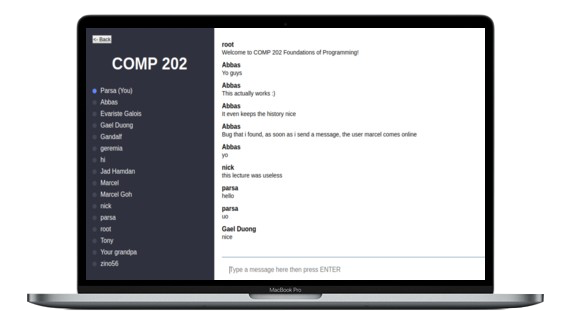 <- Back
COMP 202
Parsa (You)
Abbas
Evariste Galois
Gael Duong
Gandalf
geremia
hi
Jad Hamdan
Marcel
Marcel Goh
nick
parsa
root
Tony
Your grandpa
zino56
root
Welcome to COMP 202 Foundations of Programming!
Abbas
Yo guys
Abbas
This actually works :)
Abbas
It even keeps the history nice
Abbas
Bug that i found, as soon as i send a message, the user marcel comes online
Abbas
yo
nick
this lecture was useless
parsa
hello
parsa
uo
Gael Duong
nice
Type a message here then press ENTER
MacBook Pro